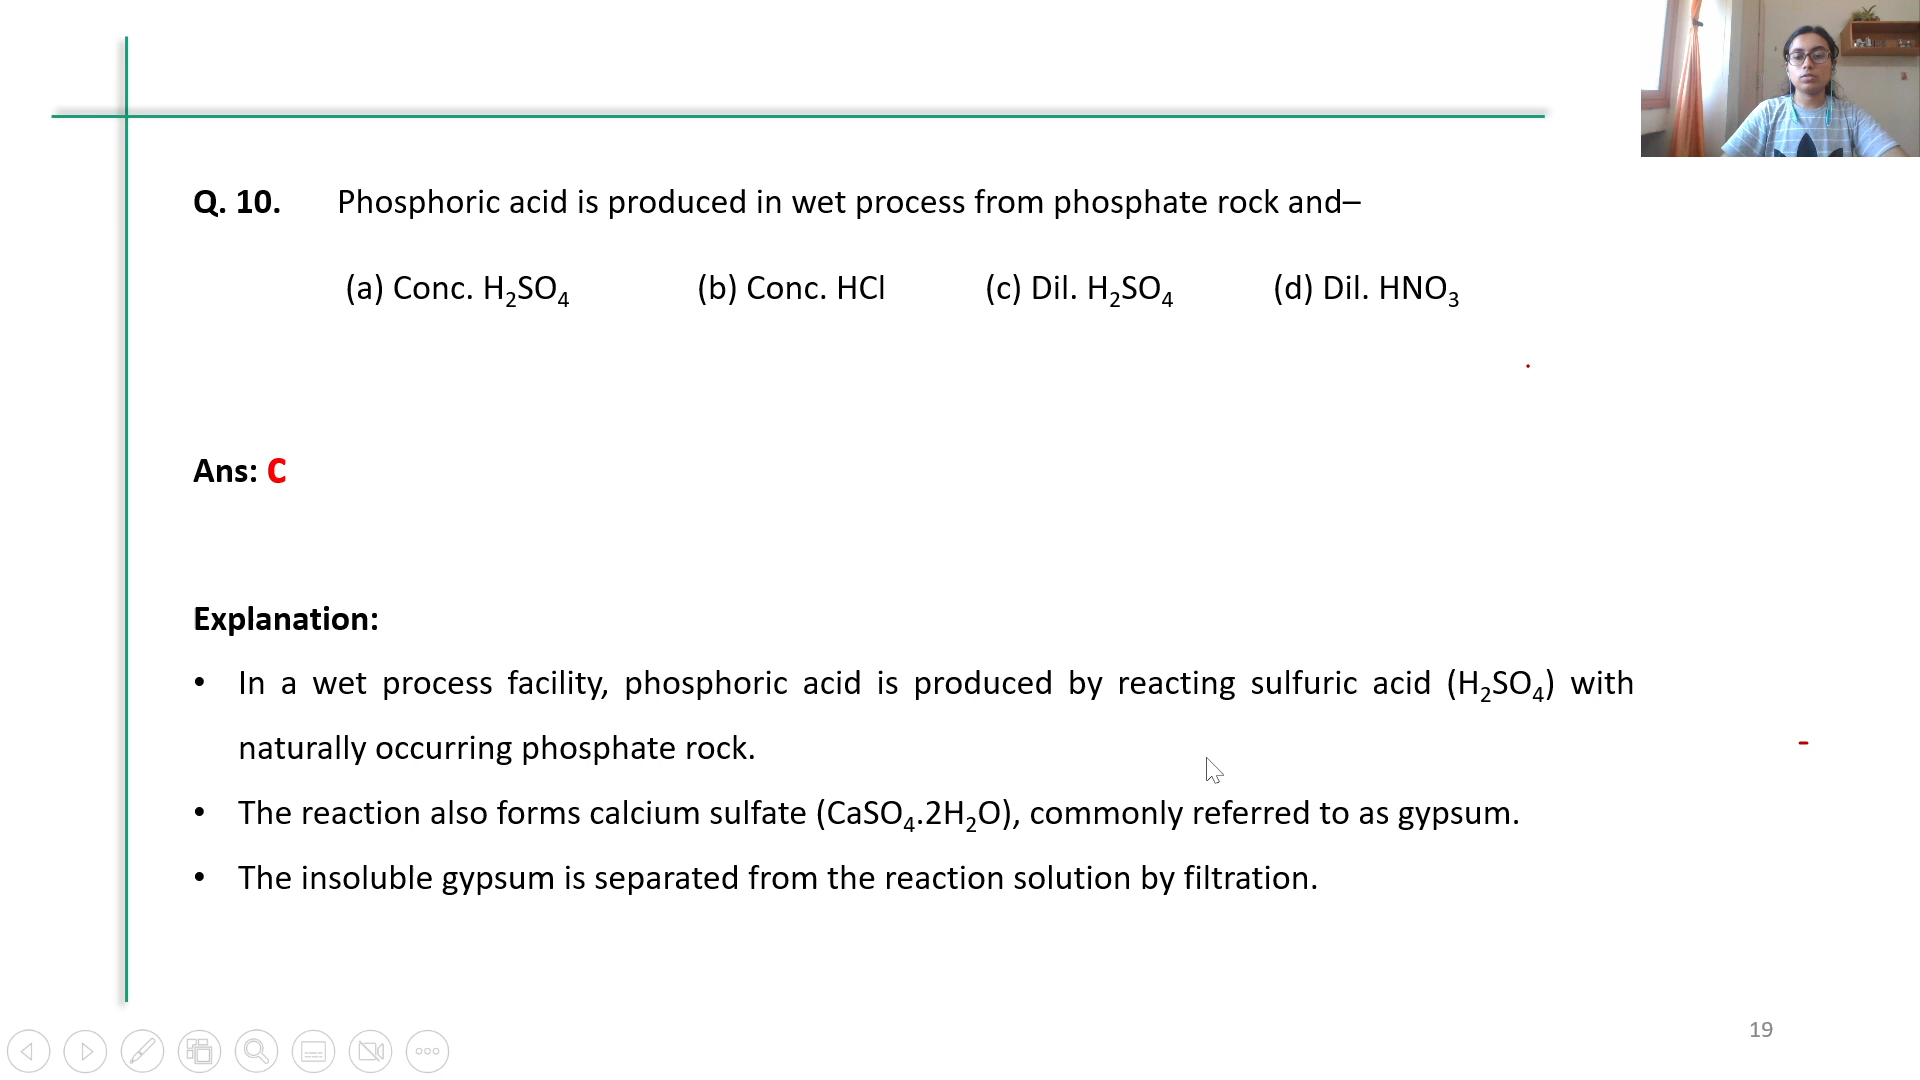 Q. 10. Phosphoric acid is produced in wet process from phosphate rock and–
(a) Conc. H₂SO₄ (b) Conc. HCl (c) Dil. H₂SO₄ (d) Dil. HNO₃
Ans: C
Explanation:
• In a wet process facility, phosphoric acid is produced by reacting sulfuric acid (H₂SO₄) with
naturally occurring phosphate rock.
• The reaction also forms calcium sulfate (CaSO₄.2H₂O), commonly referred to as gypsum.
• The insoluble gypsum is separated from the reaction solution by filtration.
19